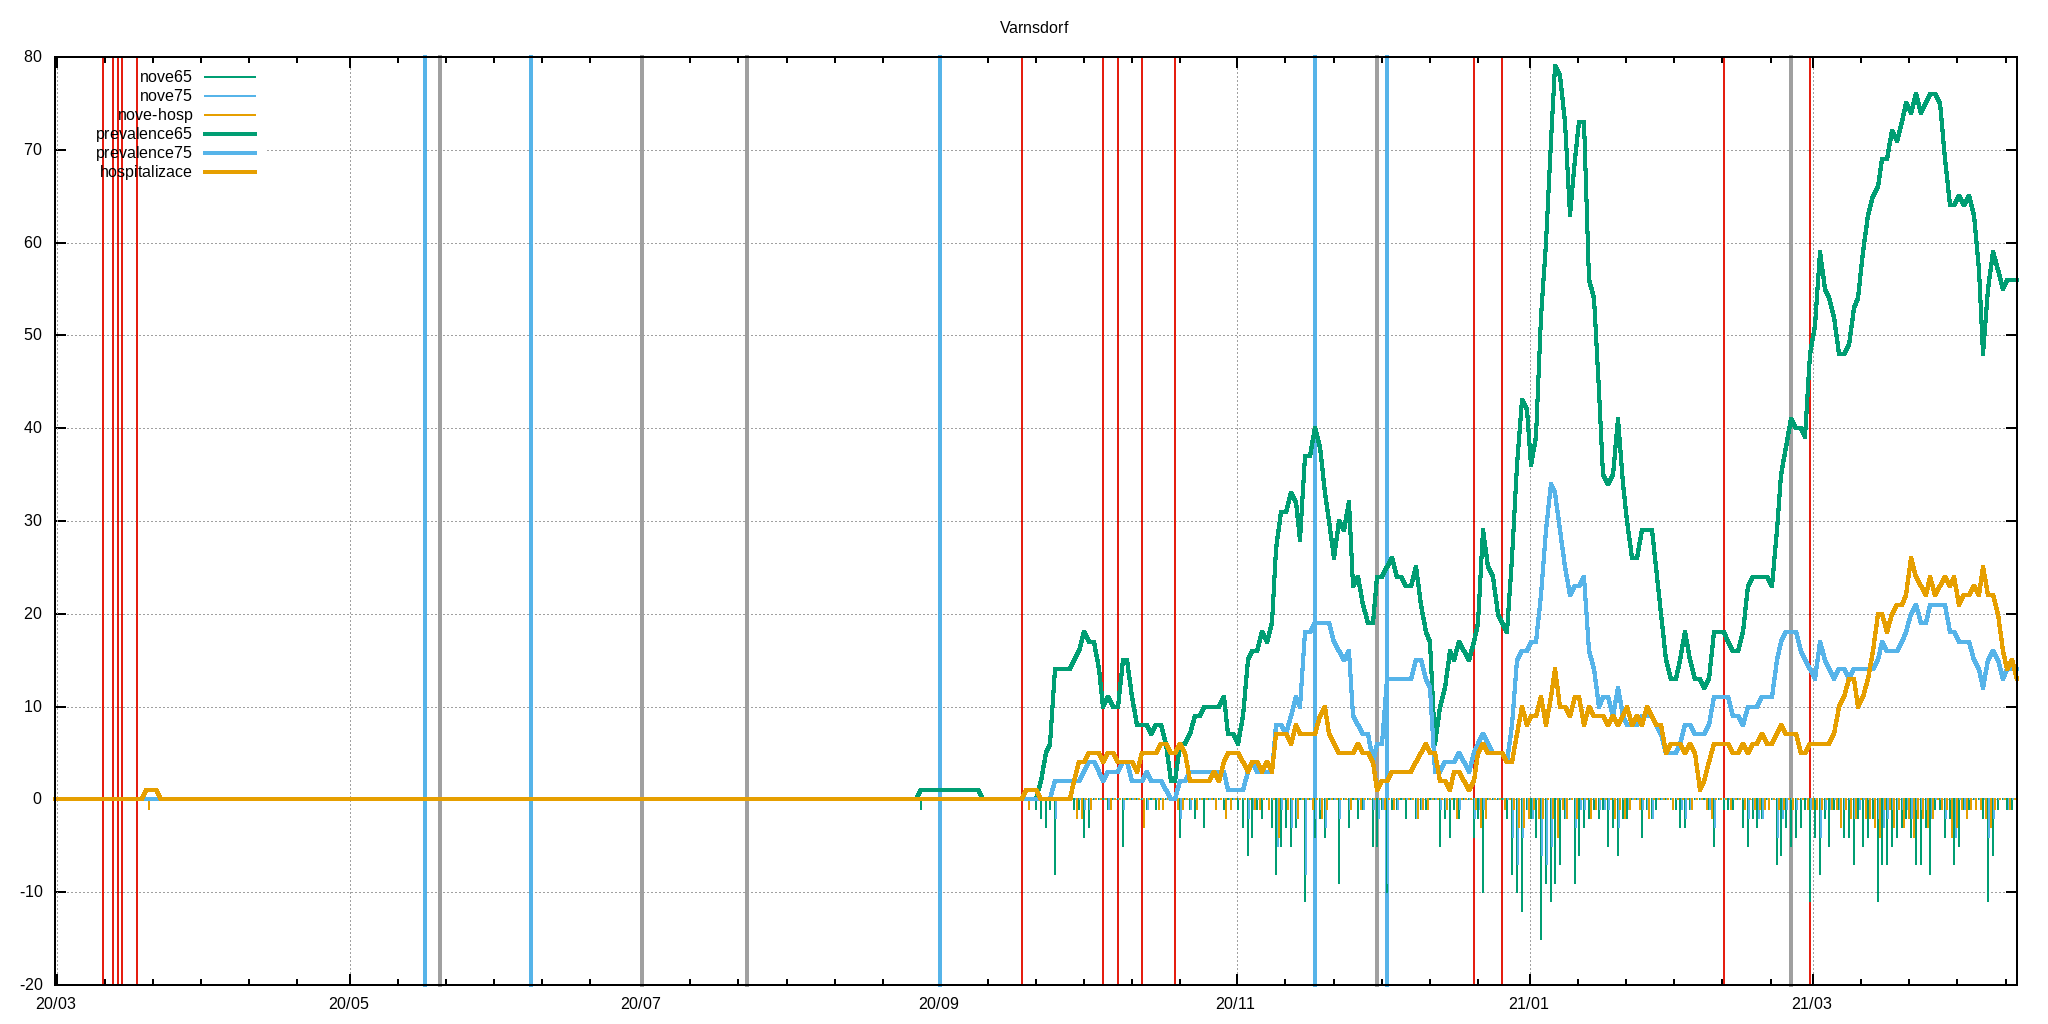 Varnsdorf
80
70
60
50
40
30
20
10
0
-10
-20
nove65
nove75
nove-hosp
prevalence65
prevalence75
hospitalizace
20/03 20/05 20/07 20/09 20/11 21/01 21/03